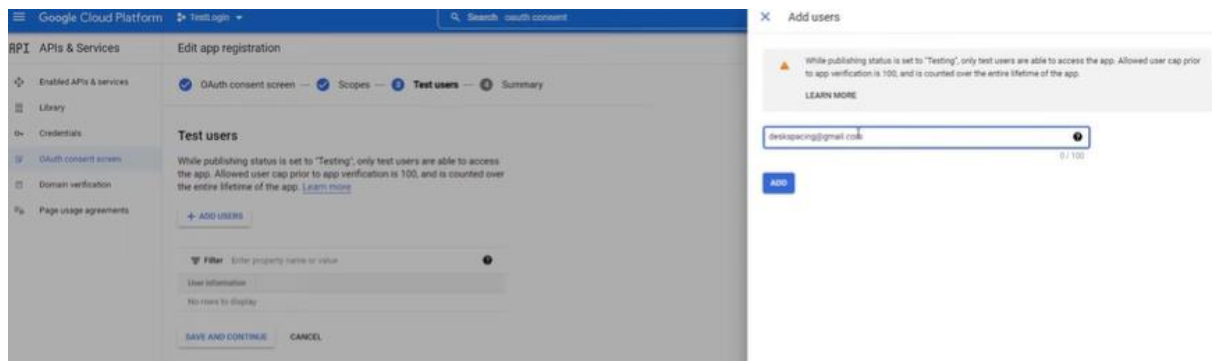 Google Cloud Platform
TestLogin
Search oauth consent
API APIs & Services
Enabled APIs & services
Library
Credentials
OAuth consent screen
Domain verification
Page usage agreements
Edit app registration
OAuth consent screen — Scopes — 3 Test users — 4 Summary
Test users
While publishing status is set to "Testing", only test users are able to access
the app. Allowed user cap prior to app verification is 100, and is counted over
the entire lifetime of the app. Learn more
+ ADD USERS
Filter Enter property name or value
User information
No rows to display
SAVE AND CONTINUE CANCEL
Add users
While publishing status is set to "Testing", only test users are able to access the app. Allowed user cap prior
to app verification is 100, and is counted over the entire lifetime of the app.
LEARN MORE
deskspacing@gmail.com
0 / 100
ADD